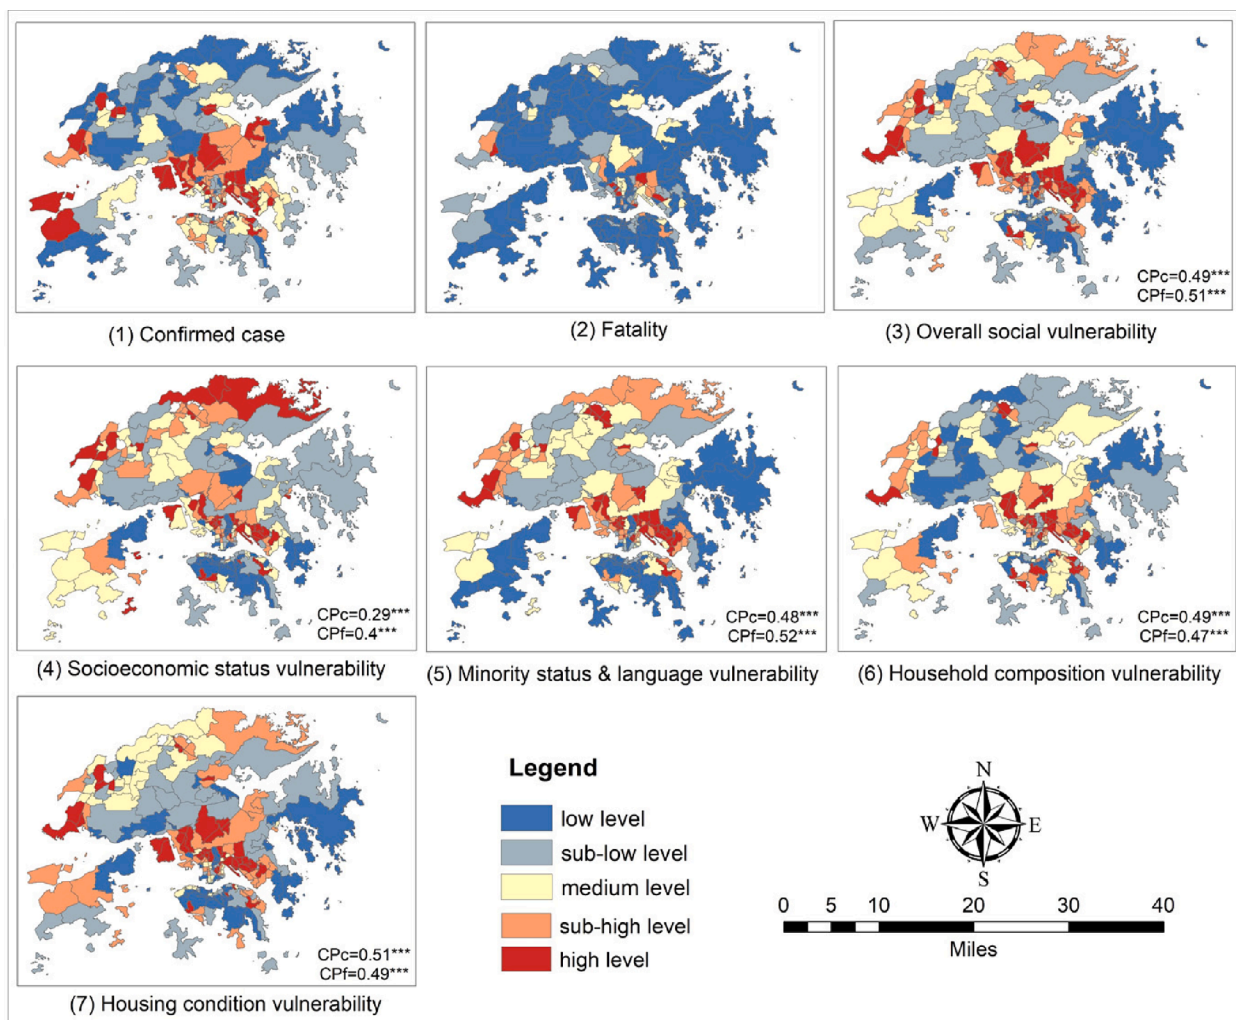 (1) Confirmed case
(2) Fatality
CPc=0.49***
CPf=0.51***
(3) Overall social vulnerability
CPc=0.29***
CPf=0.4***
(4) Socioeconomic status vulnerability
CPc=0.48***
CPf=0.52***
(5) Minority status & language vulnerability
CPc=0.49***
CPf=0.47***
(6) Household composition vulnerability
CPc=0.51***
CPf=0.49***
(7) Housing condition vulnerability
Legend
low level
sub-low level
medium level
sub-high level
high level
N
W E
S
0 5 10 20 30 40
Miles